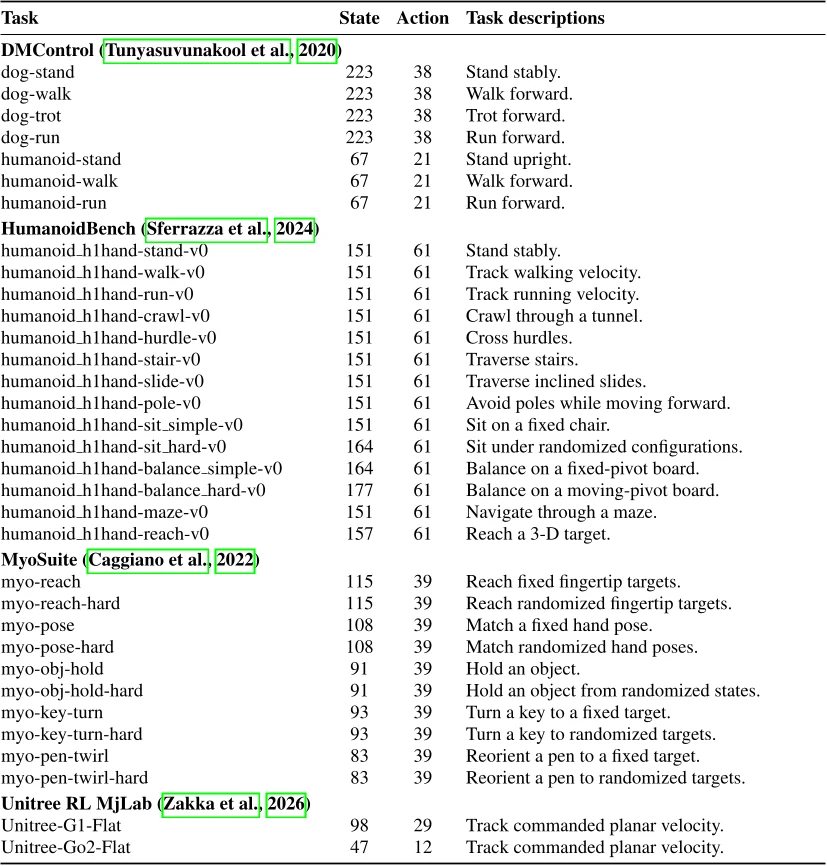 Task State Action Task descriptions
DMControl (Tunyasuvunakool et al., 2020)
dog-stand 223 38 Stand stably.
dog-walk 223 38 Walk forward.
dog-trot 223 38 Trot forward.
dog-run 223 38 Run forward.
humanoid-stand 67 21 Stand upright.
humanoid-walk 67 21 Walk forward.
humanoid-run 67 21 Run forward.
HumanoidBench (Sferrazza et al., 2024)
humanoid_h1hand-stand-v0 151 61 Stand stably.
humanoid_h1hand-walk-v0 151 61 Track walking velocity.
humanoid_h1hand-run-v0 151 61 Track running velocity.
humanoid_h1hand-crawl-v0 151 61 Crawl through a tunnel.
humanoid_h1hand-hurdle-v0 151 61 Cross hurdles.
humanoid_h1hand-stair-v0 151 61 Traverse stairs.
humanoid_h1hand-slide-v0 151 61 Traverse inclined slides.
humanoid_h1hand-pole-v0 151 61 Avoid poles while moving forward.
humanoid_h1hand-sit_simple-v0 151 61 Sit on a fixed chair.
humanoid_h1hand-sit_hard-v0 164 61 Sit under randomized configurations.
humanoid_h1hand-balance_simple-v0 164 61 Balance on a fixed-pivot board.
humanoid_h1hand-balance_hard-v0 177 61 Balance on a moving-pivot board.
humanoid_h1hand-maze-v0 151 61 Navigate through a maze.
humanoid_h1hand-reach-v0 157 61 Reach a 3-D target.
MyoSuite (Caggiano et al., 2022)
myo-reach 115 39 Reach fixed fingertip targets.
myo-reach-hard 115 39 Reach randomized fingertip targets.
myo-pose 108 39 Match a fixed hand pose.
myo-pose-hard 108 39 Match randomized hand poses.
myo-obj-hold 91 39 Hold an object.
myo-obj-hold-hard 91 39 Hold an object from randomized states.
myo-key-turn 93 39 Turn a key to a fixed target.
myo-key-turn-hard 93 39 Turn a key to randomized targets.
myo-pen-twirl 83 39 Reorient a pen to a fixed target.
myo-pen-twirl-hard 83 39 Reorient a pen to randomized targets.
Unitree RL MjLab (Zakka et al., 2026)
Unitree-G1-Flat 98 29 Track commanded planar velocity.
Unitree-Go2-Flat 47 12 Track commanded planar velocity.